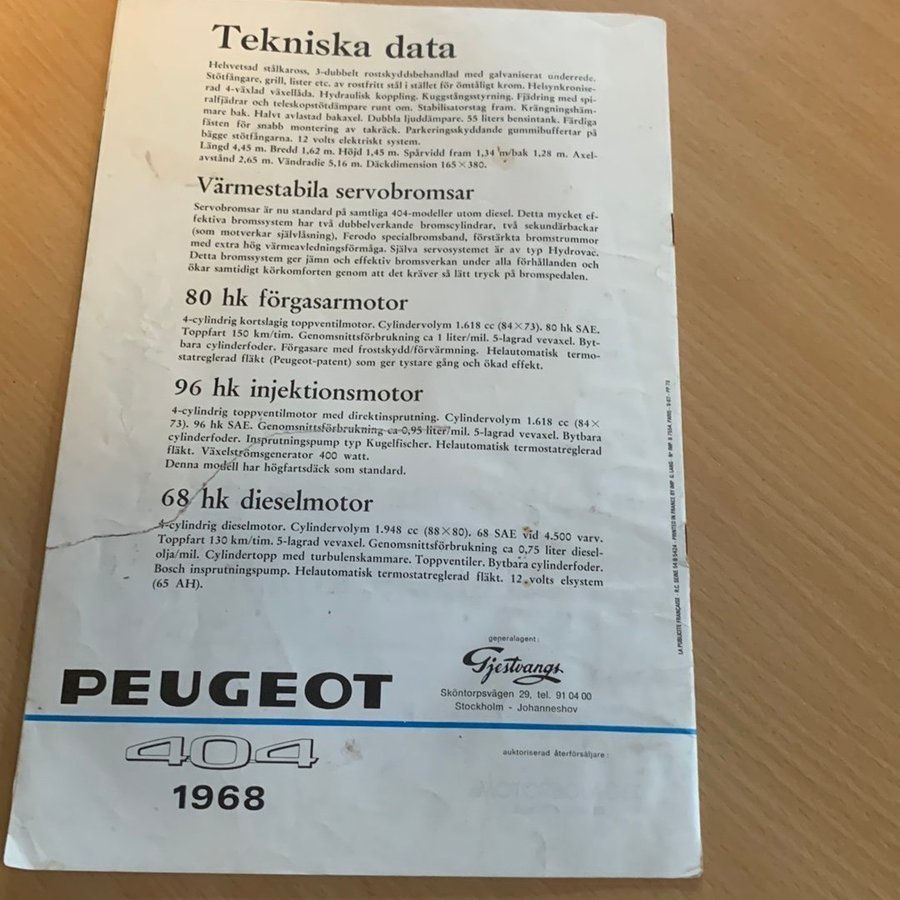 Tekniska data
Helsvetsad stålkaross, 3-dubbelt rostskyddsbehandlad med galvaniserat underrede.
Stötfångare, grill, lister etc. av rostfritt stål i stället för ömtåligt krom. Helsynkronise-
rad 4-växlad växellåda. Hydraulisk koppling. Kuggstångsstyrning. Fjädring med spi-
ralfjädrar och teleskopstötdämpare runt om. Stabilisatorstag fram. Krängningshäm-
mare bak. Halvt avlastad bakaxel. Dubbla ljuddämpare. 55 liters bensintank. Färdiga
fästen för snabb montering av takräck. Parkeringsskyddande gummibuffertar på
bägge stötfångarna. 12 volts elektriskt system.
Längd 4,45 m. Bredd 1,62 m. Höjd 1,45 m. Spårvidd fram 1,34 m/bak 1,28 m. Axel-
avstånd 2,65 m. Vändradie 5,16 m. Däckdimension 165×380.
Värmestabila servobromsar
Servobromsar är nu standard på samtliga 404-modeller utom diesel. Detta mycket ef-
fektiva bromssystem har två dubbelverkande bromscylindrar, två sekundärbackar
(som motverkar självlåsning), Ferodo specialbromsband, förstärkta bromstrummor
med extra hög värmeavledningsförmåga. Själva servosystemet är av typ Hydrovac.
Detta bromssystem ger jämn och effektiv bromsverkan under alla förhållanden och
ökar samtidigt körkomforten genom att det kräver så lätt tryck på bromspedalen.
80 hk förgasarmotor
4-cylindrig kortslagig toppventilmotor. Cylindervolym 1.618 cc (84×73). 80 hk SAE.
Toppfart 150 km/tim. Genomsnittsförbrukning ca 1 liter/mil. 5-lagrad vevaxel. Byt-
bara cylinderfoder. Förgasare med frostskydd/förvärmning. Helautomatisk termo-
statreglerad fläkt (Peugeot-patent) som ger tystare gång och ökad effekt.
96 hk injektionsmotor
4-cylindrig toppventilmotor med direktinsprutning. Cylindervolym 1.618 cc (84×
73). 96 hk SAE. Genomsnittsförbrukning ca 0,95 liter/mil. 5-lagrad vevaxel. Bytbara
cylinderfoder. Insprutningspump typ Kugelfischer. Helautomatisk termostatreglerad
fläkt. Växelströmsgenerator 400 watt.
Denna modell har högfartsdäck som standard.
68 hk dieselmotor
4-cylindrig dieselmotor. Cylindervolym 1.948 cc (88×80). 68 SAE vid 4.500 varv.
Toppfart 130 km/tim. 5-lagrad vevaxel. Genomsnittsförbrukning ca 0,75 liter diesel-
olja/mil. Cylindertopp med turbulenskammare. Toppventiler. Bytbara cylinderfoder.
Bosch insprutningspump. Helautomatisk termostatreglerad fläkt. 12 volts elsystem
(65 AH).
generalagent:
Gjestvangs
Sköntorpsvägen 29, tel. 91 04 00
Stockholm - Johanneshov
PEUGEOT
404
1968
auktoriserad återförsäljare:
LA PUBLICITE FRANÇAISE - R.C. SEINE 54 B 5424 - PRINTED IN FRANCE BY IMP. G. LANG